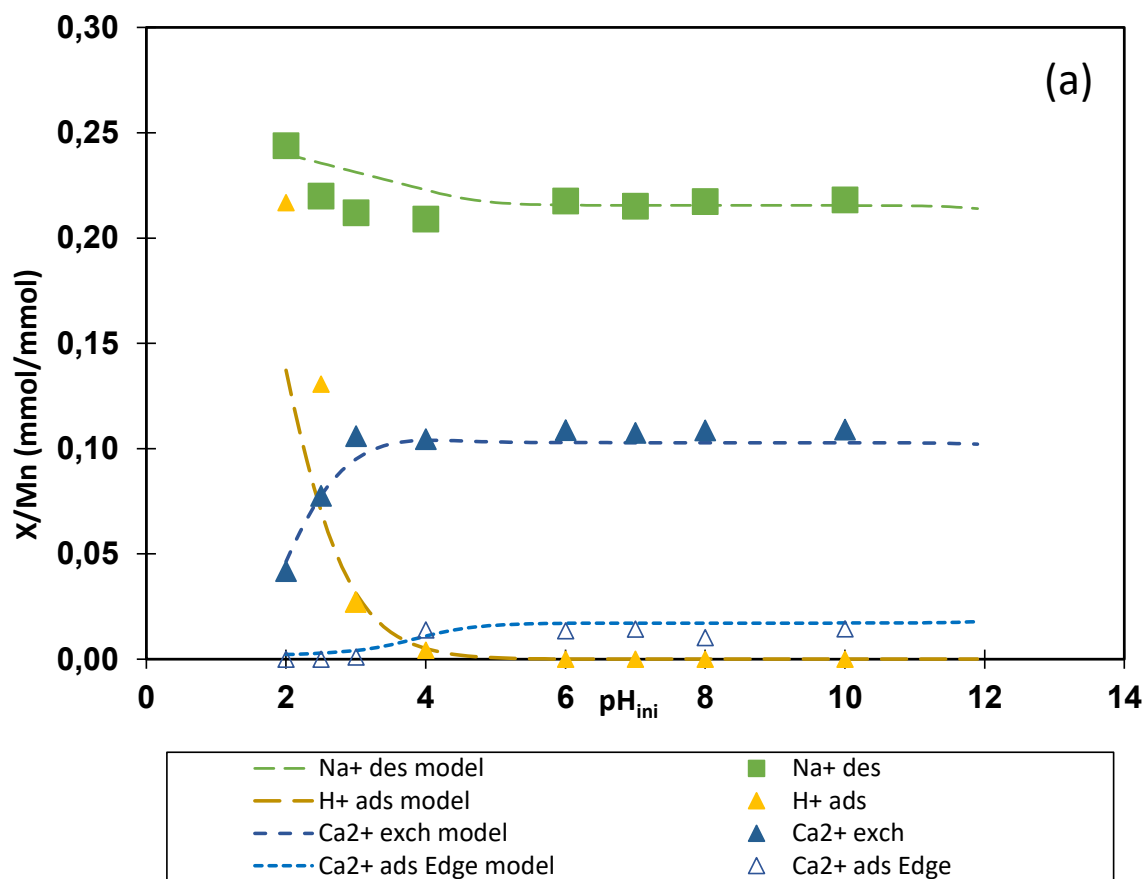 (a)
0,30
0,25
0,20
0,15
0,10
0,05
0,00
X/Mn (mmol/mmol)
0 2 4 6 8 10 12 14
pHini
Na+ des model Na+ des
H+ ads model H+ ads
Ca2+ exch model Ca2+ exch
Ca2+ ads Edge model Ca2+ ads Edge